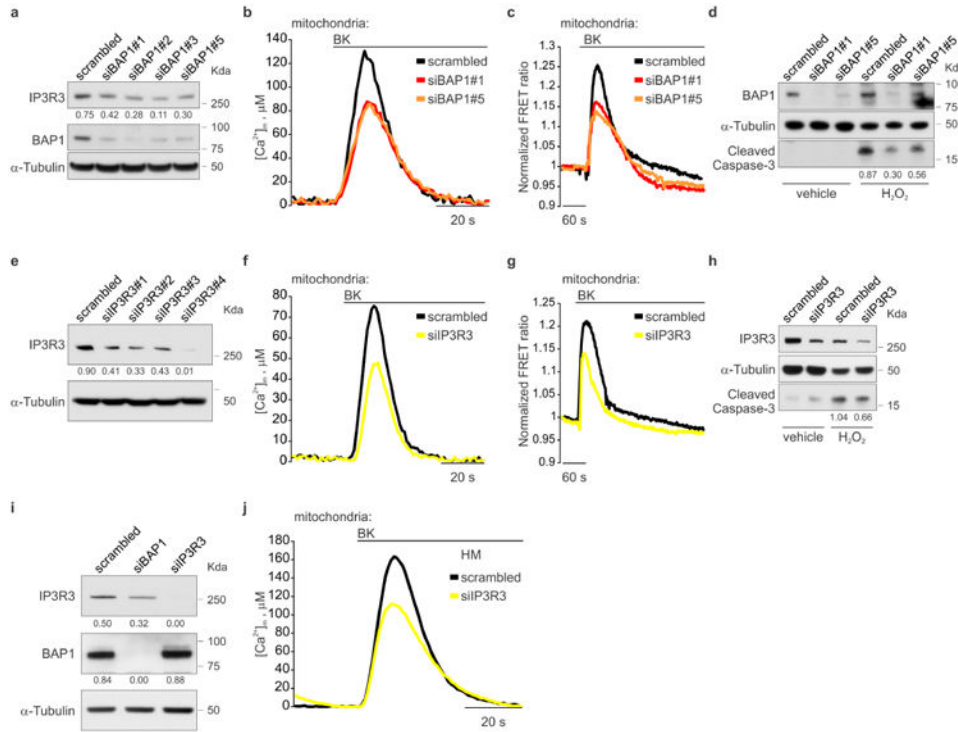 a
scrambled
siBAP1#1
siBAP1#2
siBAP1#3
siBAP1#5
Kda
IP3R3
250
0.75 0.42 0.28 0.11 0.30
BAP1
100
75
α-Tubulin
50
b
mitochondria:
BK
[Ca²⁺]ₘ, μM
140
120
100
80
60
40
20
0
scrambled
siBAP1#1
siBAP1#5
20 s
c
mitochondria:
BK
Normalized FRET ratio
1.3
1.25
1.2
1.15
1.1
1.05
1
0.95
0.9
scrambled
siBAP1#1
siBAP1#5
60 s
d
scrambled
siBAP1#1
siBAP1#5
scrambled
siBAP1#1
siBAP1#5
Kda
BAP1
100
75
α-Tubulin
50
Cleaved
Caspase-3
15
0.87 0.30 0.56
vehicle
H₂O₂
e
scrambled
siIP3R3#1
siIP3R3#2
siIP3R3#3
siIP3R3#4
Kda
IP3R3
250
0.90 0.41 0.33 0.43 0.01
α-Tubulin
50
f
mitochondria:
BK
[Ca²⁺]ₘ, μM
80
70
60
50
40
30
20
10
0
scrambled
siIP3R3
20 s
g
mitochondria:
BK
Normalized FRET ratio
1.25
1.2
1.15
1.1
1.05
1
0.95
0.9
scrambled
siIP3R3
60 s
h
scrambled
siIP3R3
scrambled
siIP3R3
Kda
IP3R3
250
α-Tubulin
50
Cleaved
Caspase-3
15
1.04 0.66
vehicle
H₂O₂
i
scrambled
siBAP1
siIP3R3
Kda
IP3R3
250
0.50 0.32 0.00
BAP1
100
75
0.84 0.00 0.88
α-Tubulin
50
j
mitochondria:
BK
[Ca²⁺]ₘ, μM
180
160
140
120
100
80
60
40
20
0
HM
scrambled
siIP3R3
20 s